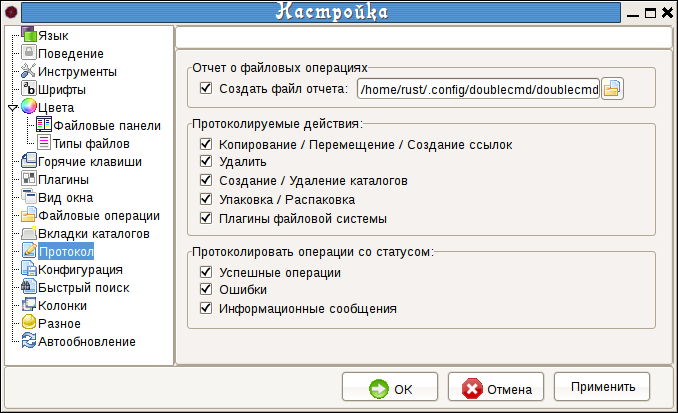 Настройка
Язык
Поведение
Инструменты
Шрифты
Цвета
Файловые панели
Типы файлов
Горячие клавиши
Плагины
Вид окна
Файловые операции
Вкладки каталогов
Протокол
Конфигурация
Быстрый поиск
Колонки
Разное
Автообновление
Отчет о файловых операциях
Создать файл отчета: /home/rust/.config/doublecmd/doublecmd
Протоколируемые действия:
Копирование / Перемещение / Создание ссылок
Удалить
Создание / Удаление каталогов
Упаковка / Распаковка
Плагины файловой системы
Протоколировать операции со статусом:
Успешные операции
Ошибки
Информационные сообщения
OK Отмена Применить